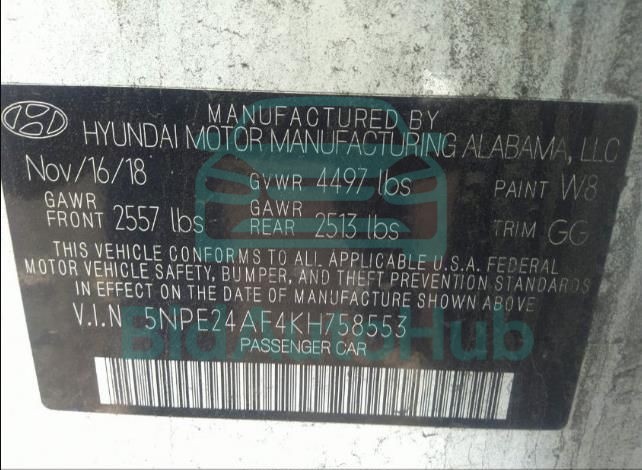 MANUFACTURED BY
HYUNDAI MOTOR MANUFACTURING ALABAMA, LLC
Nov/16/18 GVWR 4497 lbs PAINT W8
GAWR FRONT 2557 lbs GAWR REAR 2513 lbs TRIM GG
THIS VEHICLE CONFORMS TO ALL APPLICABLE U.S.A. FEDERAL
MOTOR VEHICLE SAFETY, BUMPER, AND THEFT PREVENTION STANDARDS
IN EFFECT ON THE DATE OF MANUFACTURE SHOWN ABOVE
V.I.N 5NPE24AF4KH758553
BidAutoHub
PASSENGER CAR